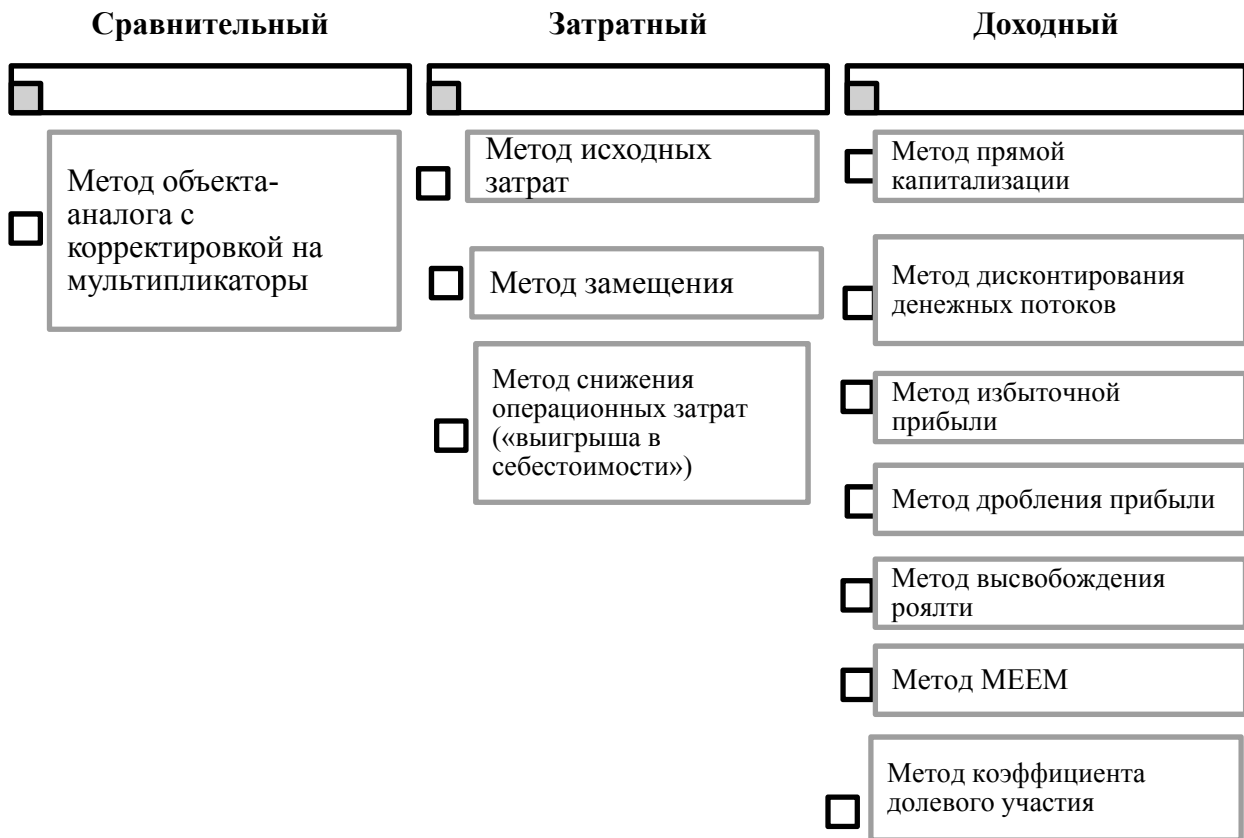 Сравнительный
Затратный
Доходный
Метод объекта-
аналога с
корректировкой на
мультипликаторы
Метод исходных
затрат
Метод замещения
Метод снижения
операционных затрат
(«выигрыша в
себестоимости»)
Метод прямой
капитализации
Метод дисконтирования
денежных потоков
Метод избыточной
прибыли
Метод дробления прибыли
Метод высвобождения
роялти
Метод МЕЕМ
Метод коэффициента
долевого участия